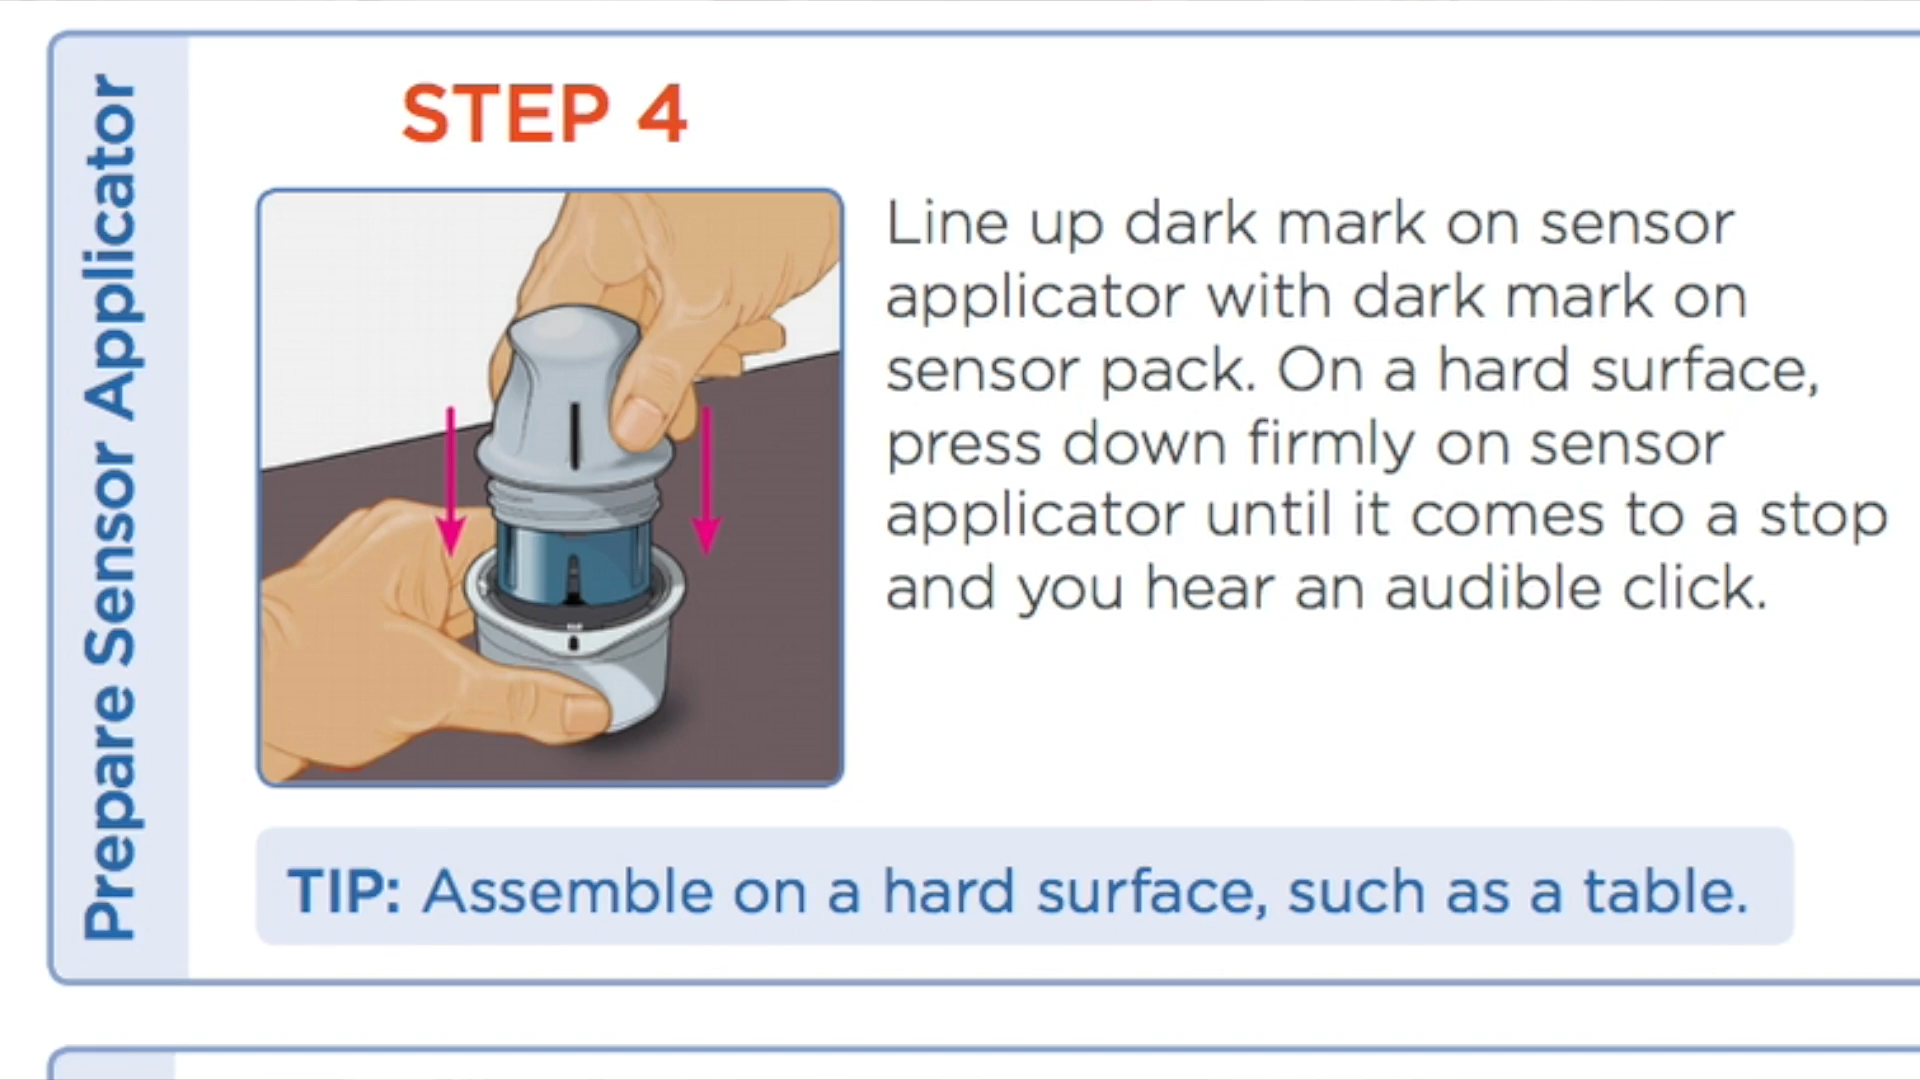 Prepare Sensor Applicator
STEP 4
Line up dark mark on sensor
applicator with dark mark on
sensor pack. On a hard surface,
press down firmly on sensor
applicator until it comes to a stop
and you hear an audible click.
TIP: Assemble on a hard surface, such as a table.